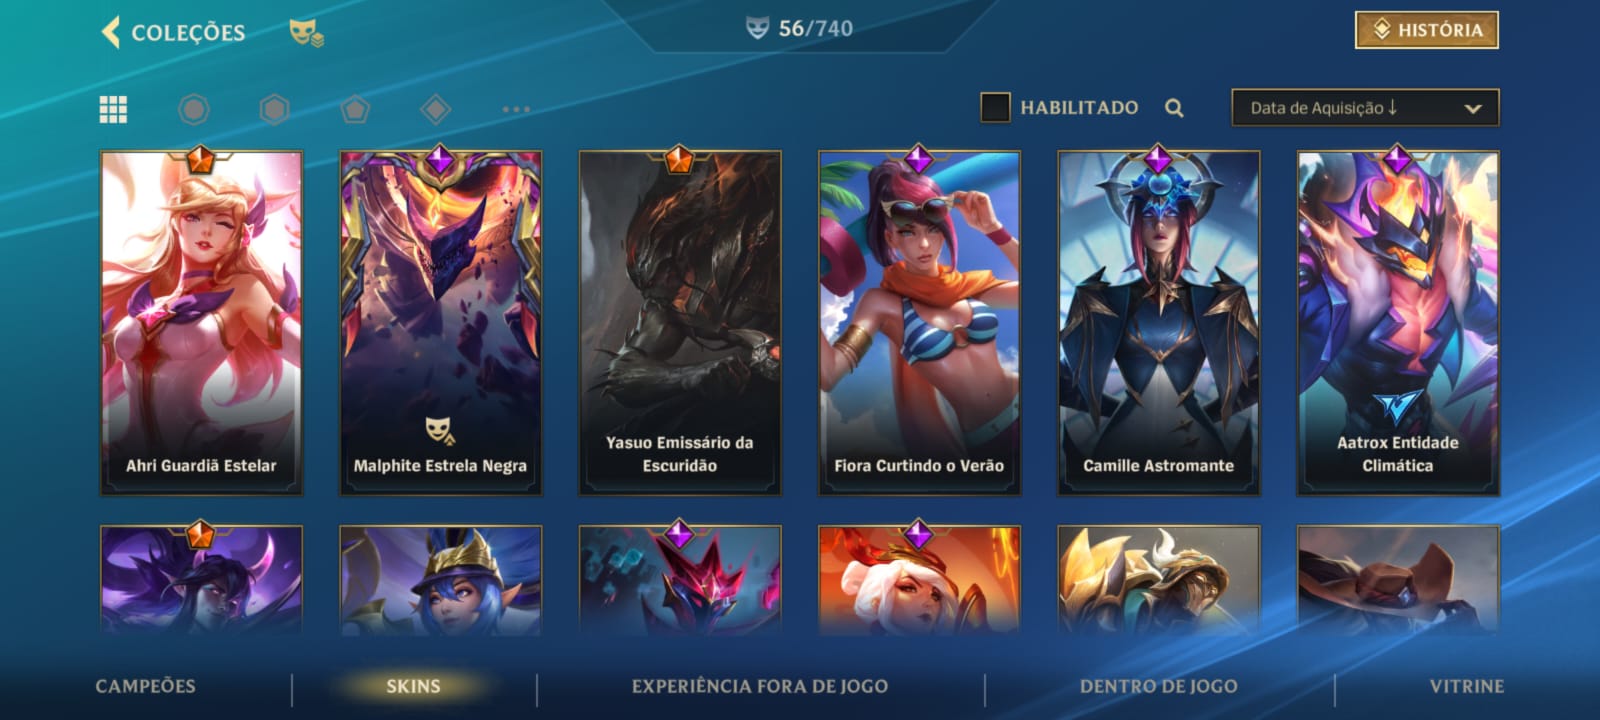 COLEÇÕES
56/740
HISTÓRIA
HABILITADO
Data de Aquisição ↓
Ahri Guardiã Estelar
Malphite Estrela Negra
Yasuo Emissário da
Escuridão
Fiora Curtindo o Verão
Camille Astromante
Aatrox Entidade
Climática
CAMPEÕES
SKINS
EXPERIÊNCIA FORA DE JOGO
DENTRO DE JOGO
VITRINE